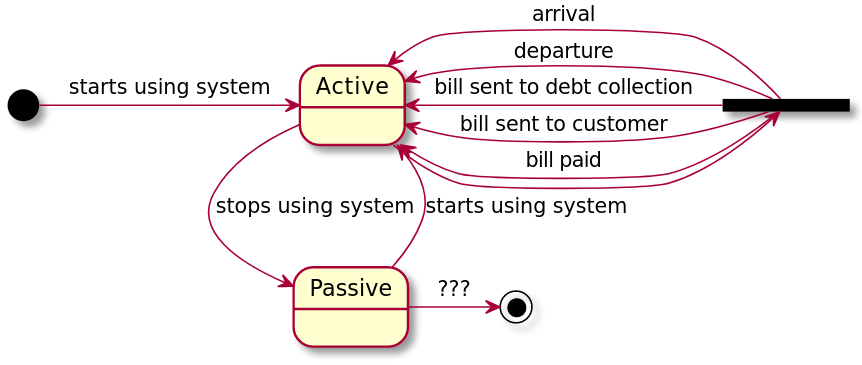 arrival
departure
starts using system
Active
bill sent to debt collection
bill sent to customer
bill paid
stops using system
starts using system
Passive
???